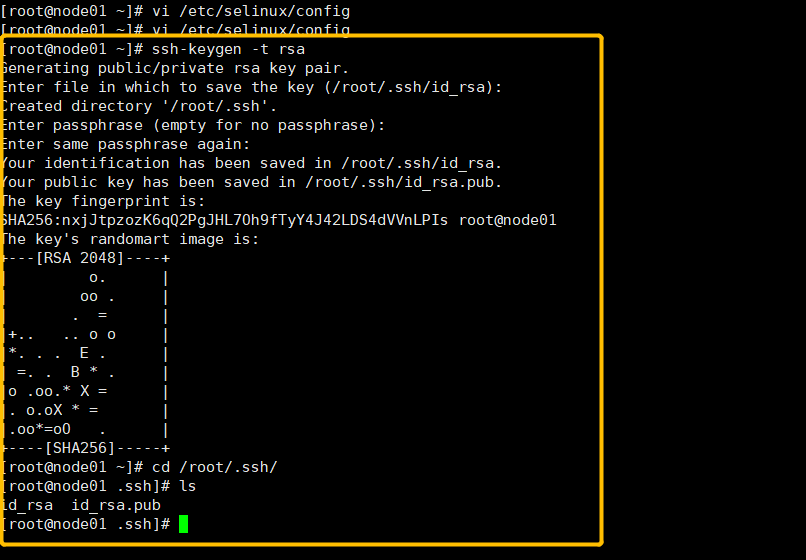 [root@node01 ~]# vi /etc/selinux/config
[root@node01 ~]# vi /etc/selinux/config
[root@node01 ~]# ssh-keygen -t rsa
Generating public/private rsa key pair.
Enter file in which to save the key (/root/.ssh/id_rsa):
Created directory '/root/.ssh'.
Enter passphrase (empty for no passphrase):
Enter same passphrase again:
Your identification has been saved in /root/.ssh/id_rsa.
Your public key has been saved in /root/.ssh/id_rsa.pub.
The key fingerprint is:
SHA256:nxjJtpzozK6qQ2PgJHL7Oh9fTyY4J42LDS4dVVnLPIs root@node01
The key's randomart image is:
+---[RSA 2048]----+
|         o.      |
|        oo .     |
|       .  =      |
|+..   .. o o     |
|*. . .  E .      |
| =. .  B * .     |
|o .oo.* X =      |
|. o.oX * =       |
|.oo*=oO   .      |
+----[SHA256]-----+
[root@node01 ~]# cd /root/.ssh/
[root@node01 .ssh]# ls
id_rsa  id_rsa.pub
[root@node01 .ssh]#